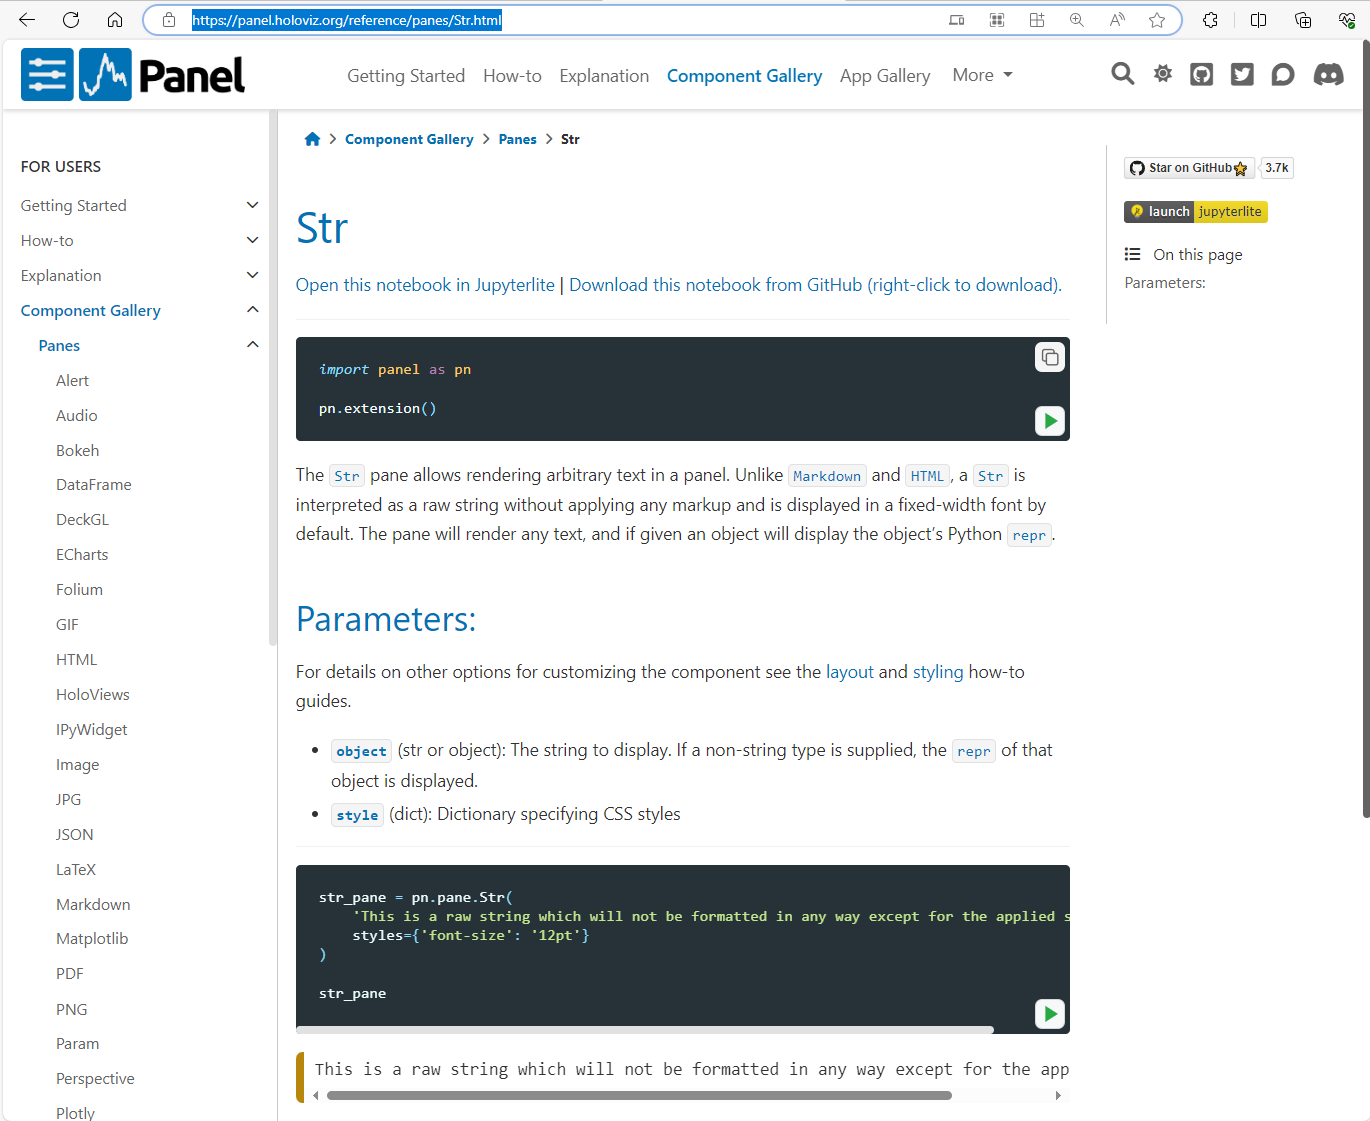 https://panel.holoviz.org/reference/panes/Str.html
Panel
Getting Started How-to Explanation Component Gallery App Gallery More
FOR USERS
Getting Started
How-to
Explanation
Component Gallery
Panes
Alert
Audio
Bokeh
DataFrame
DeckGL
ECharts
Folium
GIF
HTML
HoloViews
IPyWidget
Image
JPG
JSON
LaTeX
Markdown
Matplotlib
PDF
PNG
Param
Perspective
Plotly
Component Gallery > Panes > Str
Str
Open this notebook in Jupyterlite | Download this notebook from GitHub (right-click to download).
import panel as pn
pn.extension()
The Str pane allows rendering arbitrary text in a panel. Unlike Markdown and HTML, a Str is
interpreted as a raw string without applying any markup and is displayed in a fixed-width font by
default. The pane will render any text, and if given an object will display the object’s Python repr.
Parameters:
For details on other options for customizing the component see the layout and styling how-to
guides.
• object (str or object): The string to display. If a non-string type is supplied, the repr of that
object is displayed.
• style (dict): Dictionary specifying CSS styles
str_pane = pn.pane.Str(
'This is a raw string which will not be formatted in any way except for the applied s
styles={'font-size': '12pt'}
)
str_pane
This is a raw string which will not be formatted in any way except for the app
Star on GitHub 3.7k
launch jupyterlite
On this page
Parameters: